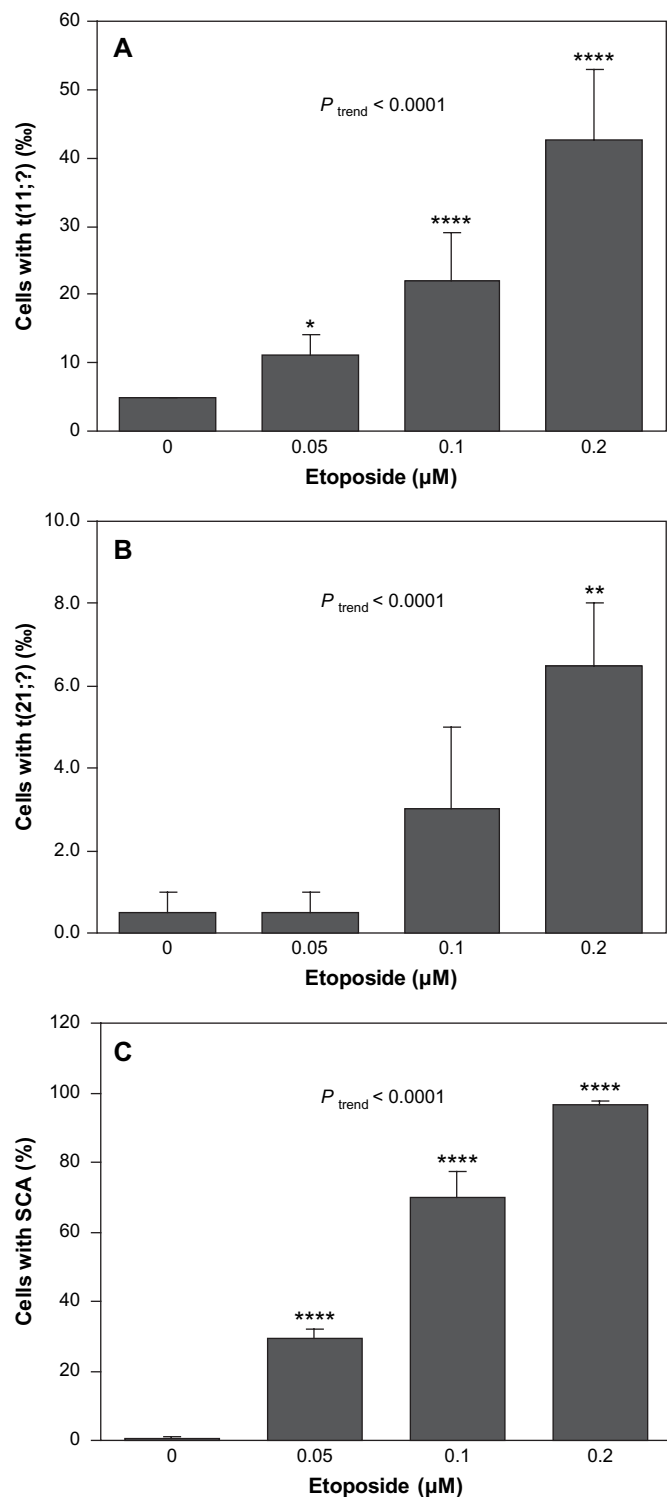 A
P trend < 0.0001
Cells with t(11;?) (‰)
60
50
40
30
20
10
0
*
****
****
0 0.05 0.1 0.2
Etoposide (µM)
B
P trend < 0.0001
Cells with t(21;?) (‰)
10.0
8.0
6.0
4.0
2.0
0.0
**
0 0.05 0.1 0.2
Etoposide (µM)
C
P trend < 0.0001
Cells with SCA (%)
120
100
80
60
40
20
0
****
****
****
0 0.05 0.1 0.2
Etoposide (µM)